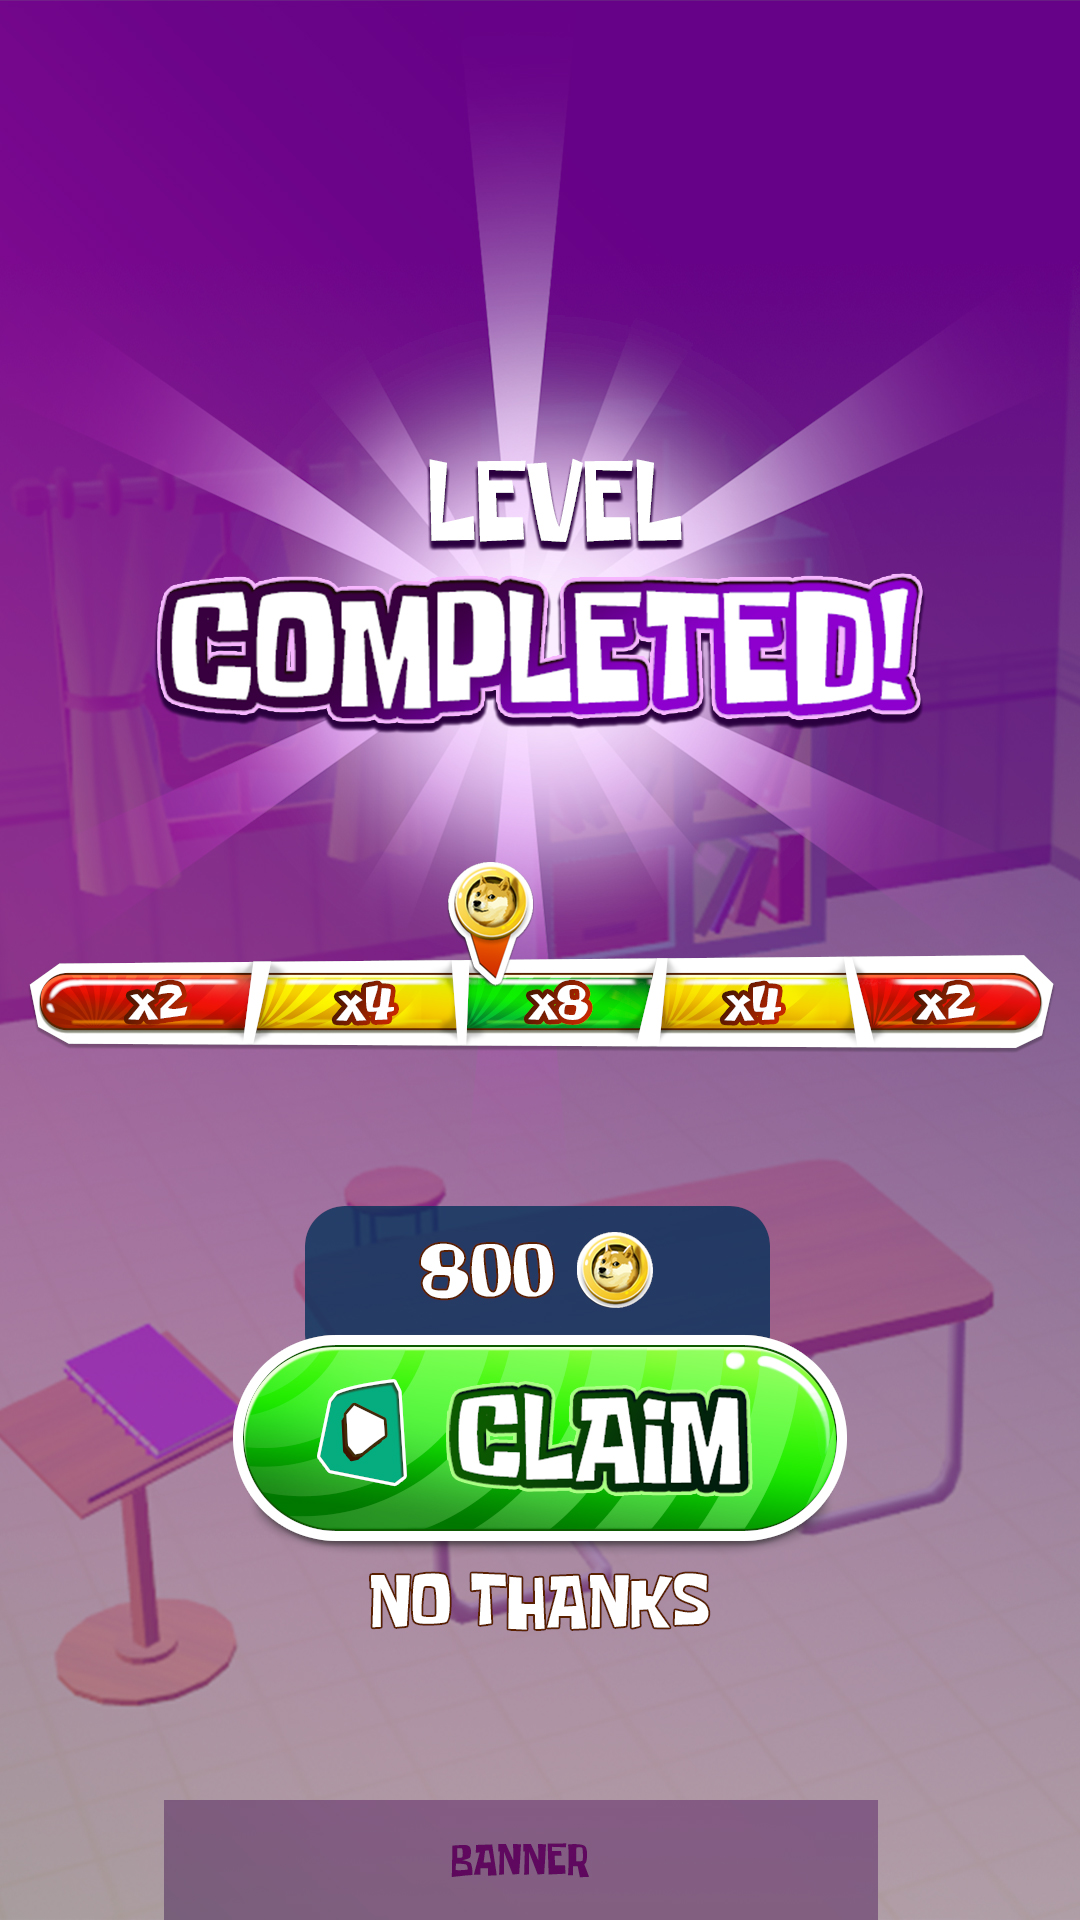 LEVEL
COMPLETED!
x2 x4 x8 x4 x2
800
CLAiM
NO THANKS
BANNER